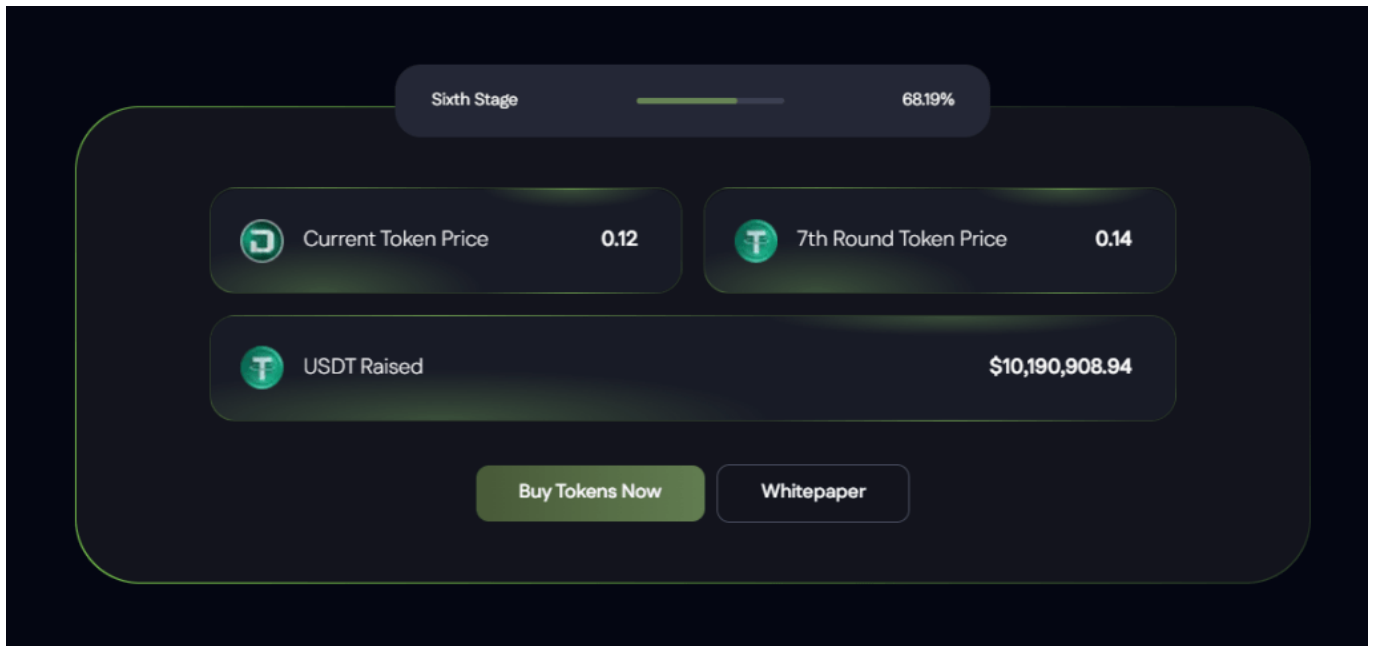 Sixth Stage 68.19%
Current Token Price 0.12
7th Round Token Price 0.14
USDT Raised $10,190,908.94
Buy Tokens Now
Whitepaper